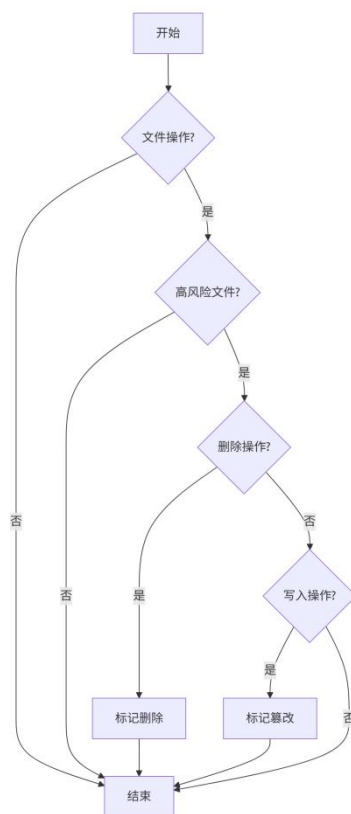 开始
文件操作?
是
高风险文件?
是
删除操作?
否
否
是
否
写入操作?
是
否
标记删除
标记篡改
结束